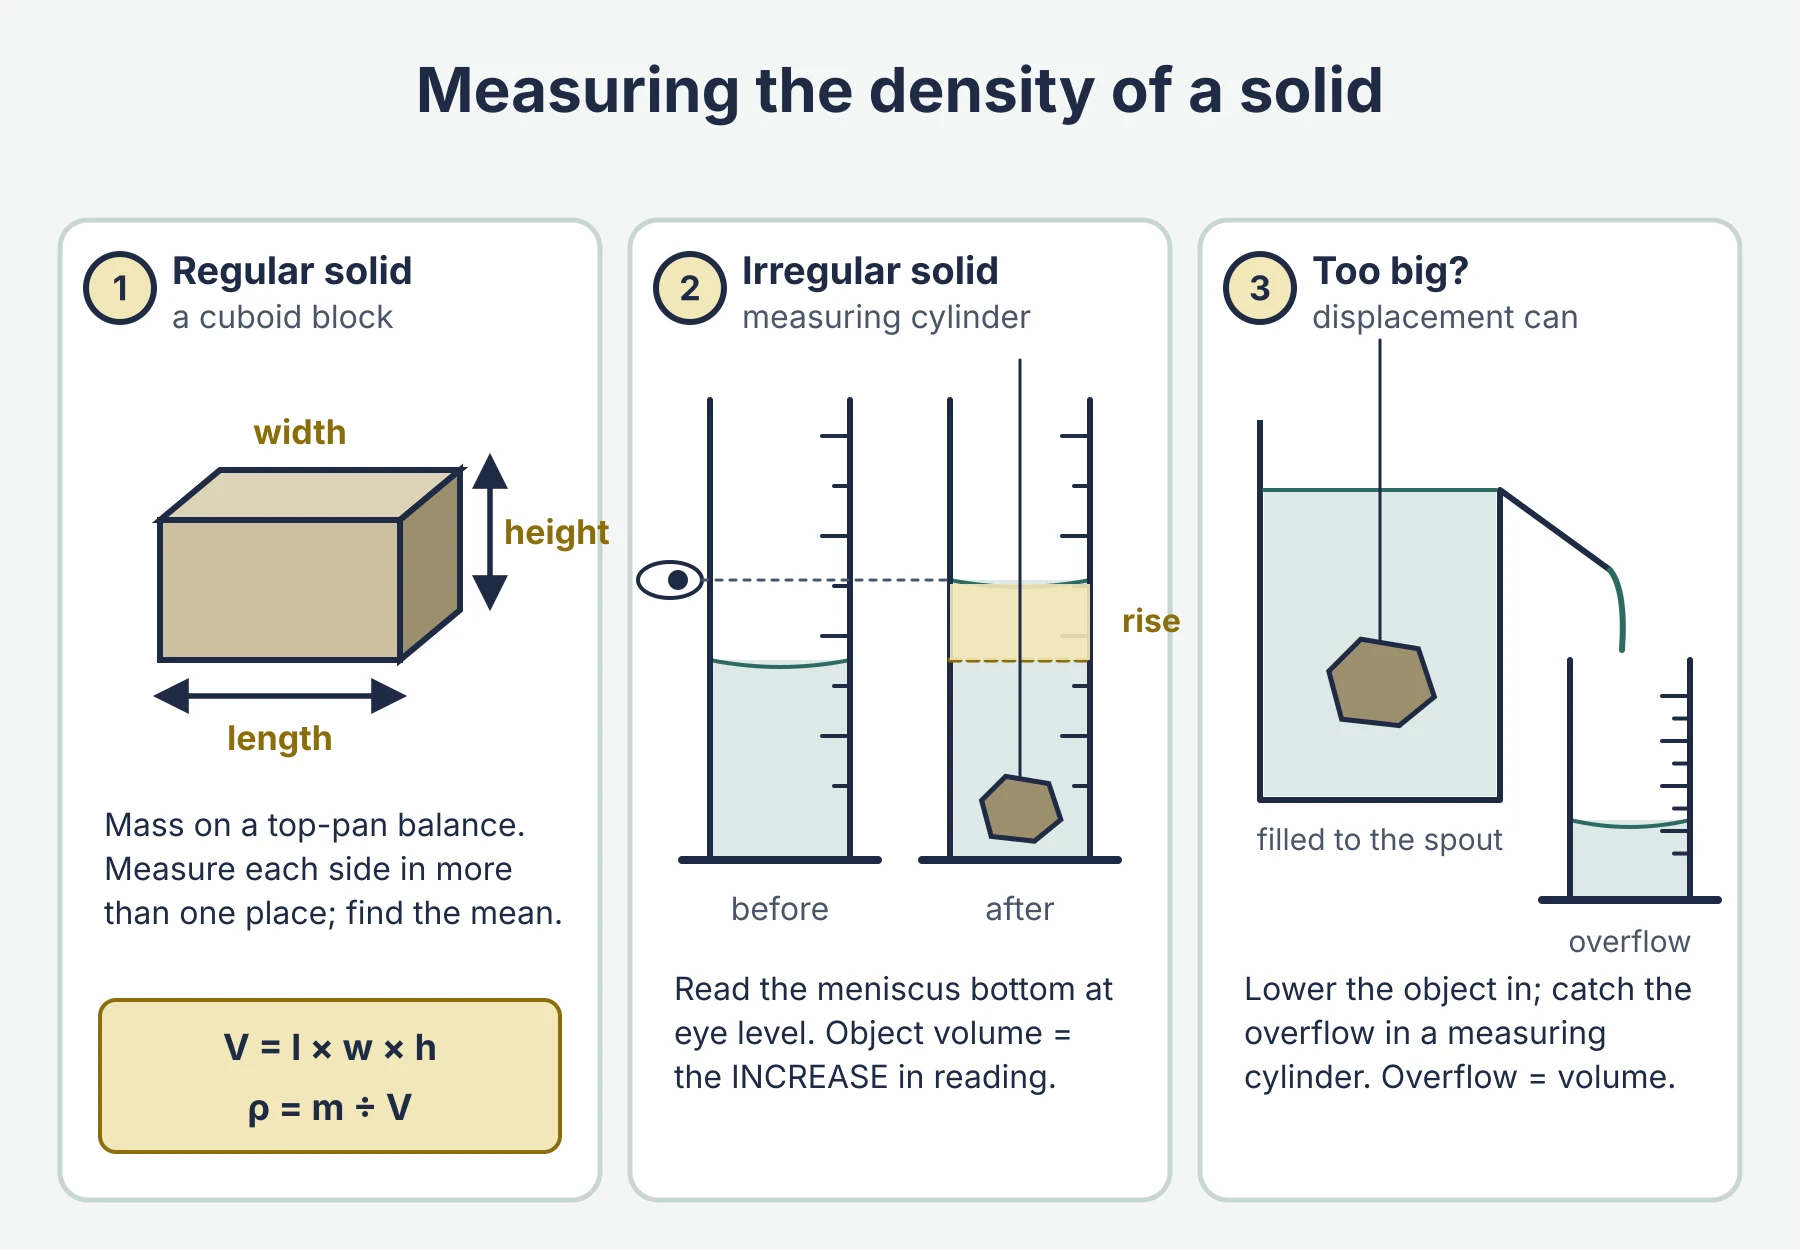 Measuring the density of a solid
1
Regular solid
a cuboid block
width
height
length
Mass on a top-pan balance.
Measure each side in more
than one place; find the mean.
V = l × w × h
ρ = m ÷ V
2
Irregular solid
measuring cylinder
rise
before
after
Read the meniscus bottom at
eye level. Object volume =
the INCREASE in reading.
3
Too big?
displacement can
filled to the spout
overflow
Lower the object in; catch the
overflow in a measuring
cylinder. Overflow = volume.